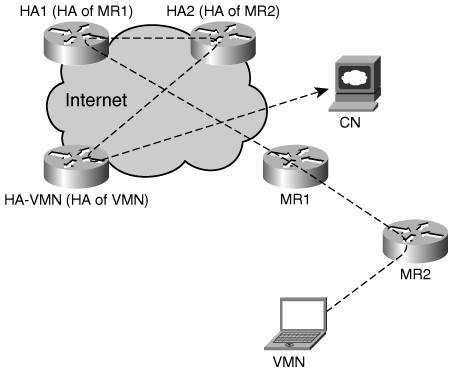 HA1 (HA of MR1)
HA2 (HA of MR2)
Internet
CN
HA-VMN (HA of VMN)
MR1
MR2
VMN